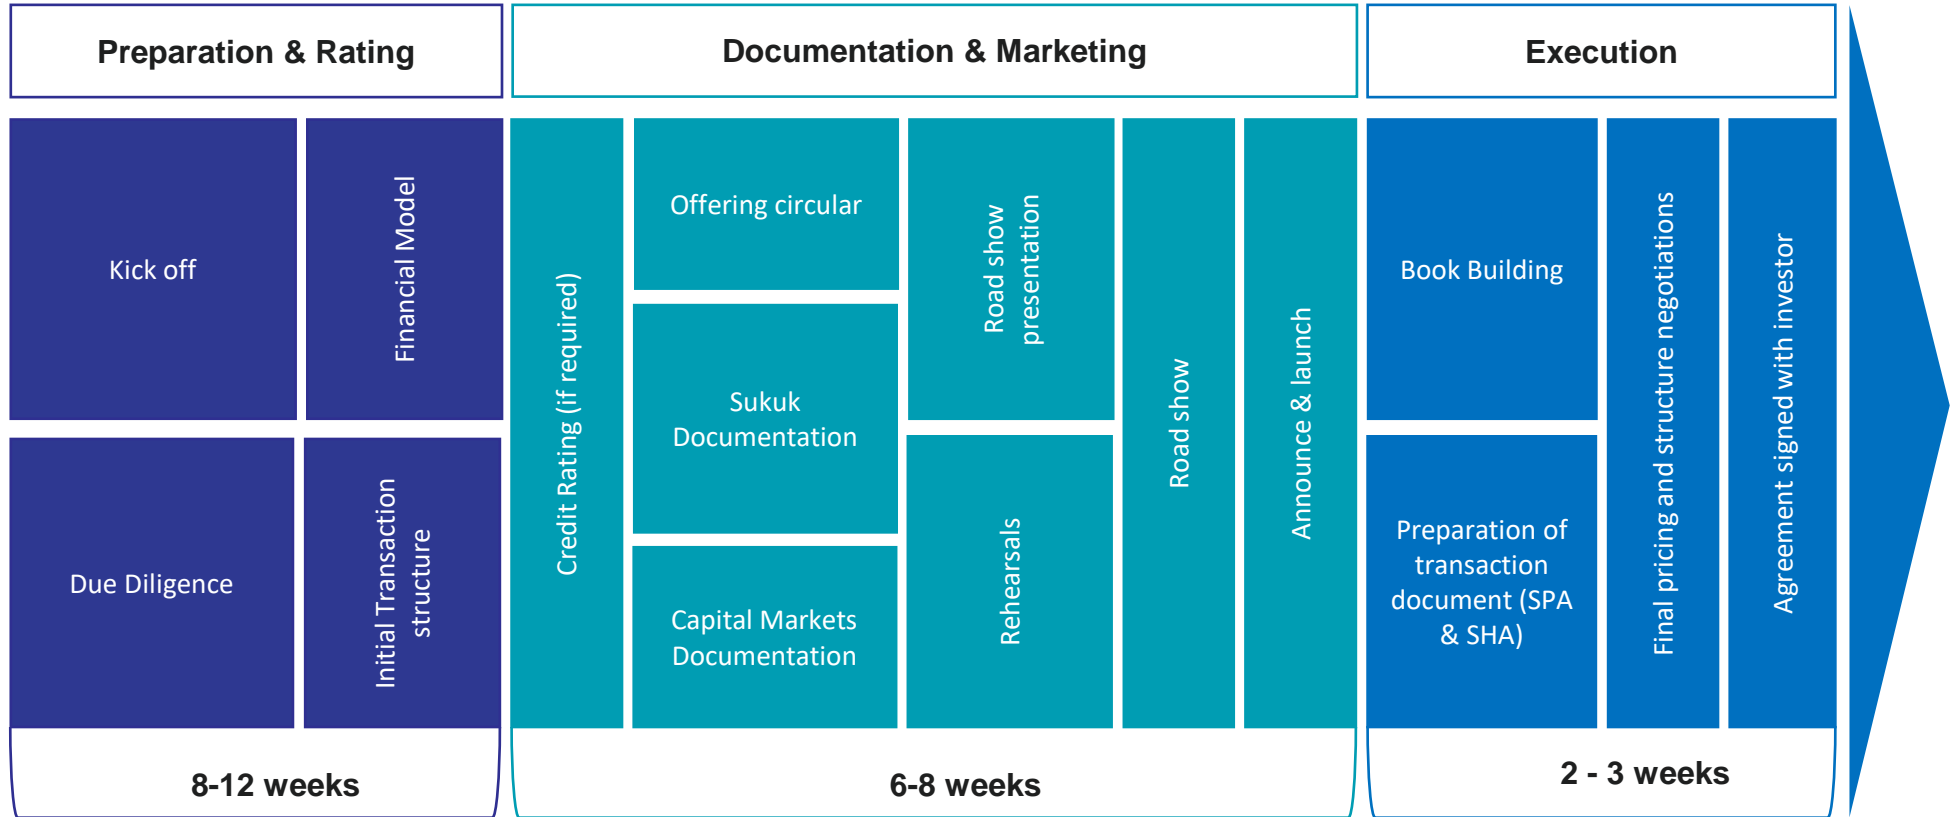 Preparation & Rating
Documentation & Marketing
Execution
Kick off
Financial Model
Due Diligence
Initial Transaction
structure
Credit Rating (if required)
Offering circular
Sukuk
Documentation
Capital Markets
Documentation
Road show
presentation
Rehearsals
Road show
Announce & launch
Book Building
Preparation of
transaction
document (SPA
& SHA)
Final pricing and structure negotiations
Agreement signed with investor
8-12 weeks
6-8 weeks
2 - 3 weeks